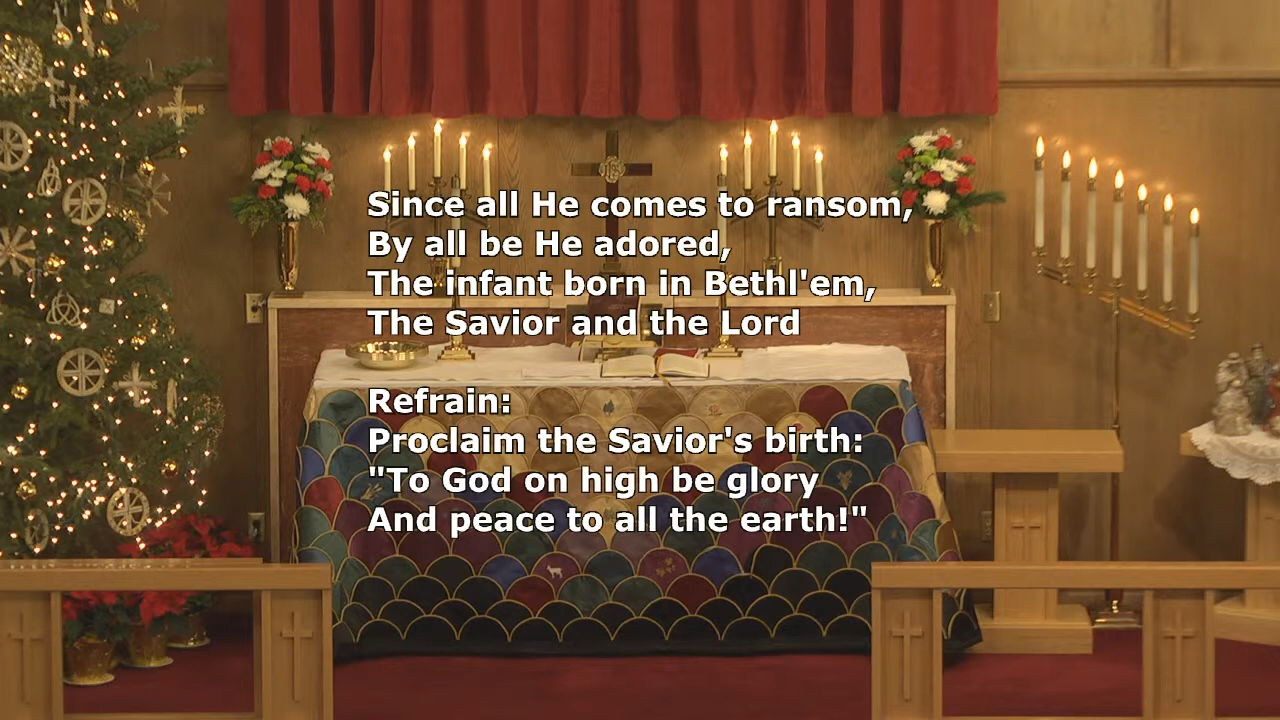 Since all He comes to ransom,
By all be He adored,
The infant born in Bethl'em,
The Savior and the Lord
Refrain:
Proclaim the Savior's birth:
"To God on high be glory
And peace to all the earth!"